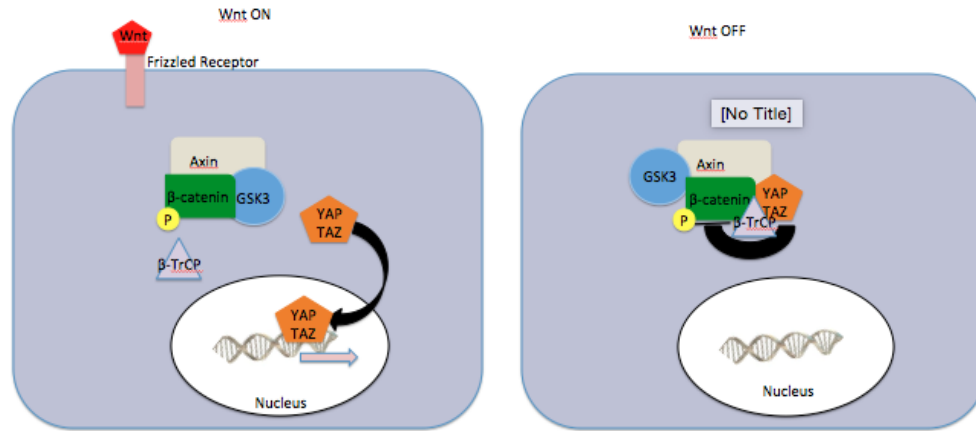 Wnt ON
Wnt
Frizzled Receptor
Axin
β-catenin
GSK3
P
β-TrCP
YAP
TAZ
YAP
TAZ
Nucleus
Wnt OFF
[No Title]
GSK3
Axin
β-catenin
YAP
TAZ
P
β-TrCP
Nucleus